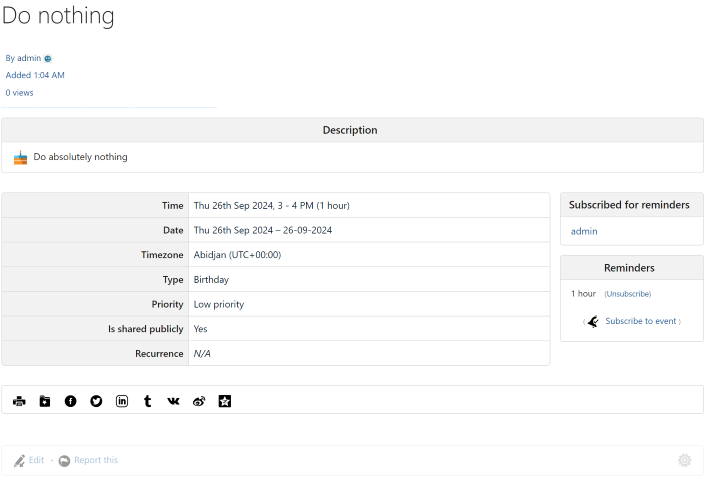 Do nothing
By admin
Added 1:04 AM
0 views
Description
Do absolutely nothing
Time Thu 26th Sep 2024, 3 - 4 PM (1 hour)
Date Thu 26th Sep 2024 – 26-09-2024
Timezone Abidjan (UTC+00:00)
Type Birthday
Priority Low priority
Is shared publicly Yes
Recurrence N/A
Subscribed for reminders
admin
Reminders
1 hour (Unsubscribe)
( Subscribe to event )
Edit · Report this